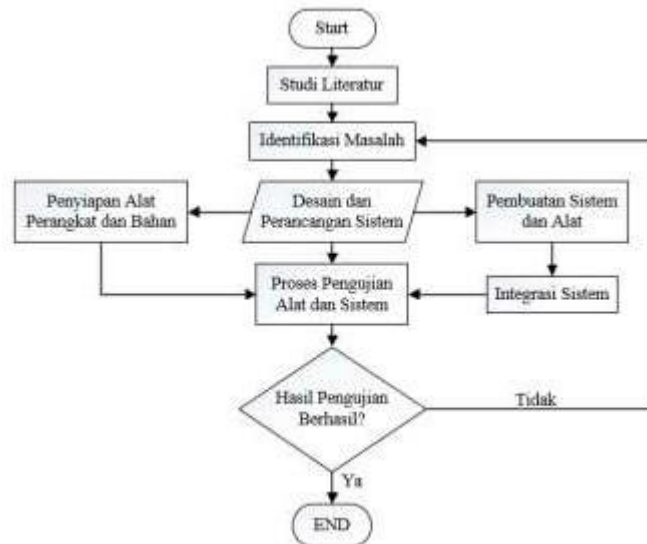 Start
Studi Literatur
Identifikasi Masalah
Penyiapan Alat
Perangkat dan Bahan
Desain dan
Perancangan Sistem
Pembuatan Sistem
dan Alat
Proses Pengujian
Alat dan Sistem
Integrasi Sistem
Hasil Pengujian
Berhasil?
Tidak
Ya
END